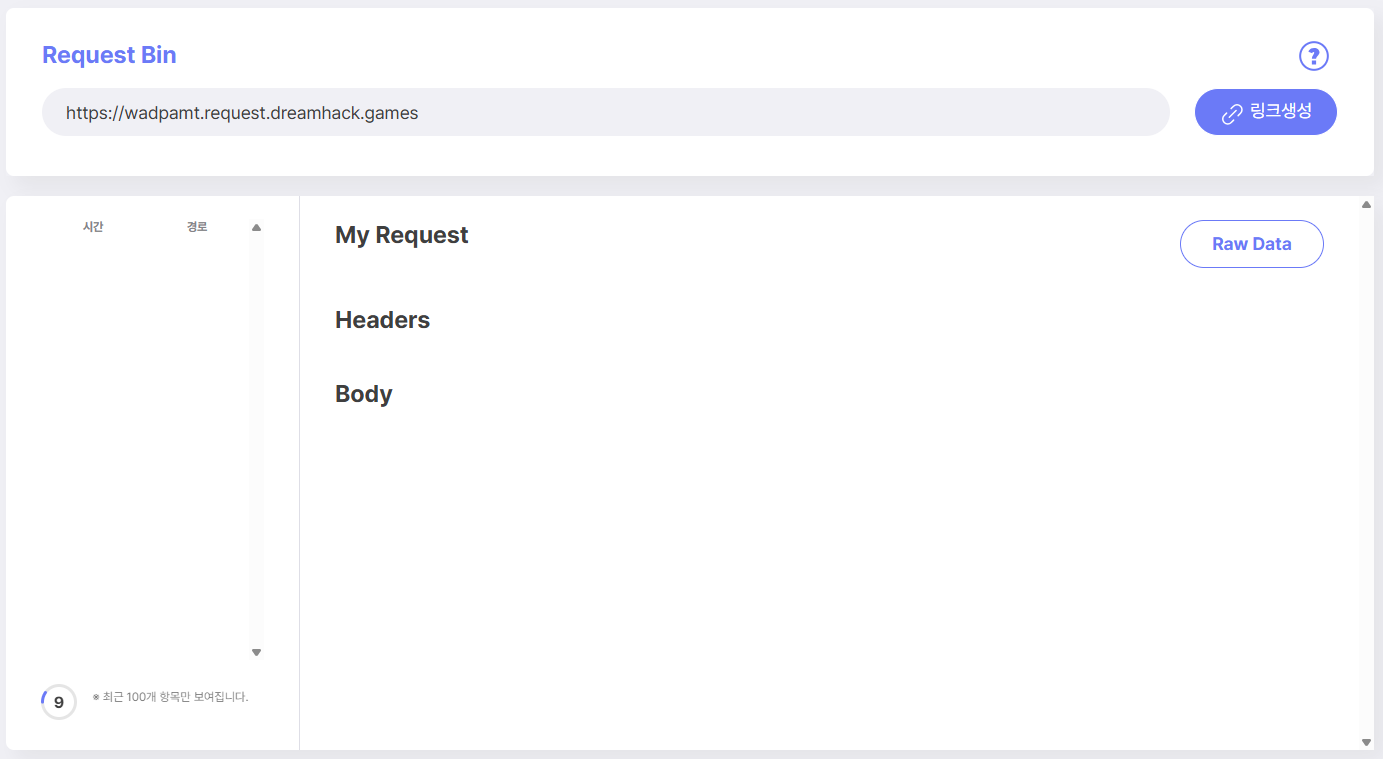 Request Bin
?
https://wadpamt.request.dreamhack.games
링크생성
시간 경로
My Request
Raw Data
Headers
Body
9
※ 최근 100개 항목만 보여집니다.